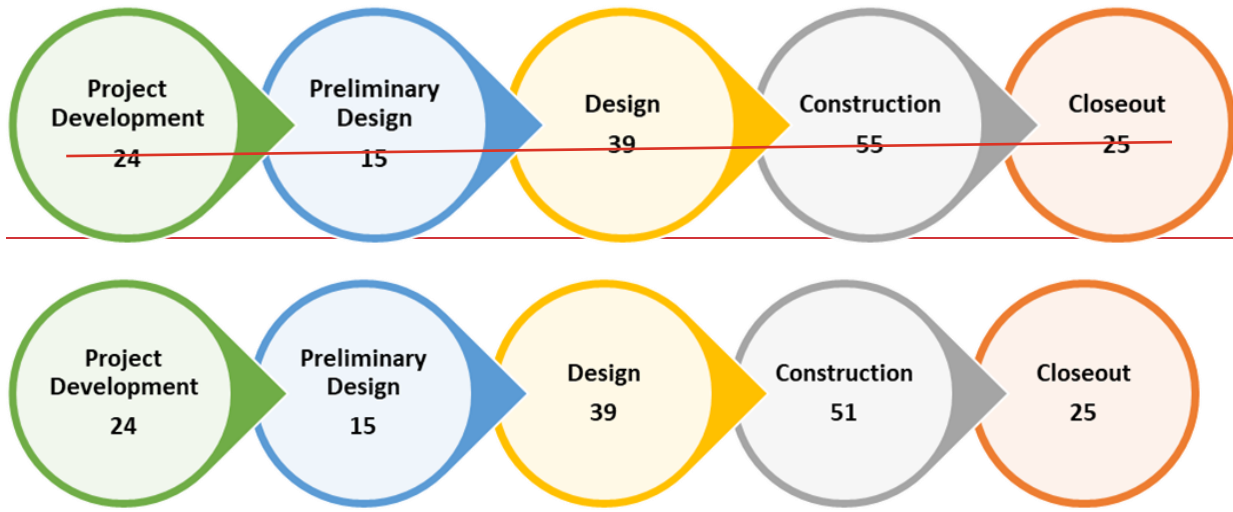 Project
Development
24
Preliminary
Design
15
Design
39
Construction
55
Closeout
25
Project
Development
24
Preliminary
Design
15
Design
39
Construction
51
Closeout
25